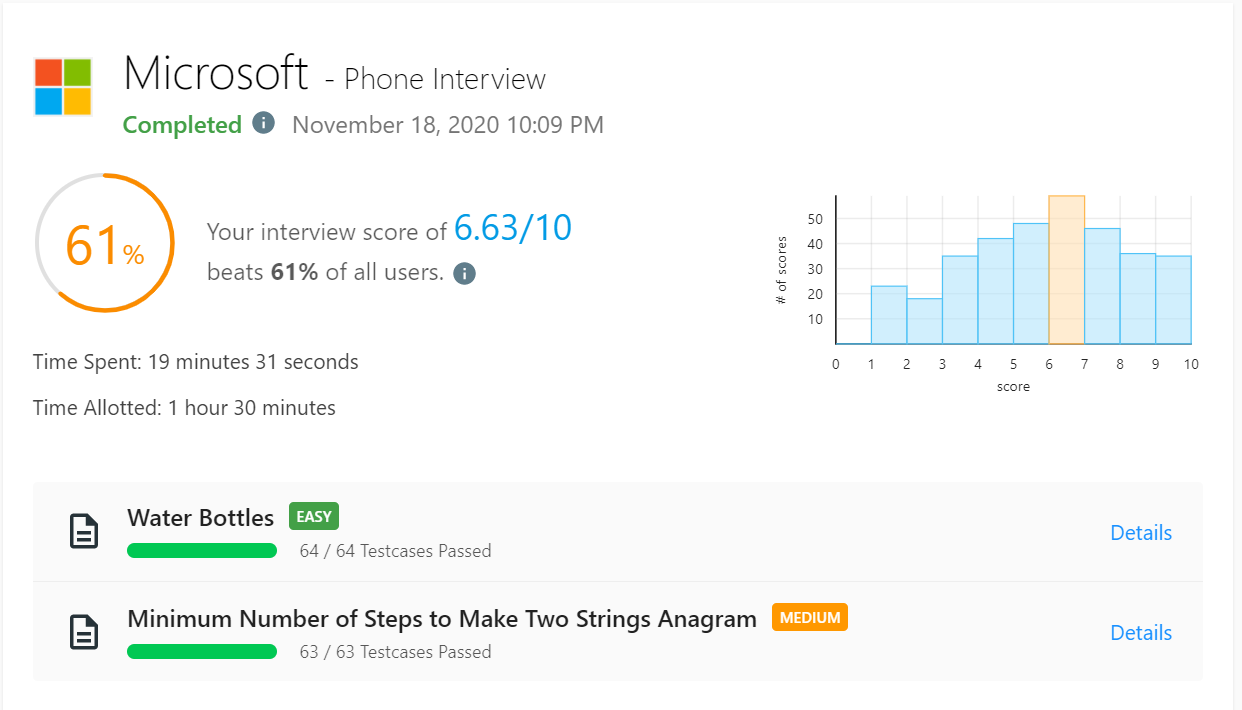 Microsoft - Phone Interview
Completed November 18, 2020 10:09 PM
61%
Your interview score of 6.63/10
beats 61% of all users.
Time Spent: 19 minutes 31 seconds
Time Allotted: 1 hour 30 minutes
# of scores
50
40
30
20
10
0 1 2 3 4 5 6 7 8 9 10
score
Water Bottles EASY
64 / 64 Testcases Passed
Details
Minimum Number of Steps to Make Two Strings Anagram MEDIUM
63 / 63 Testcases Passed
Details